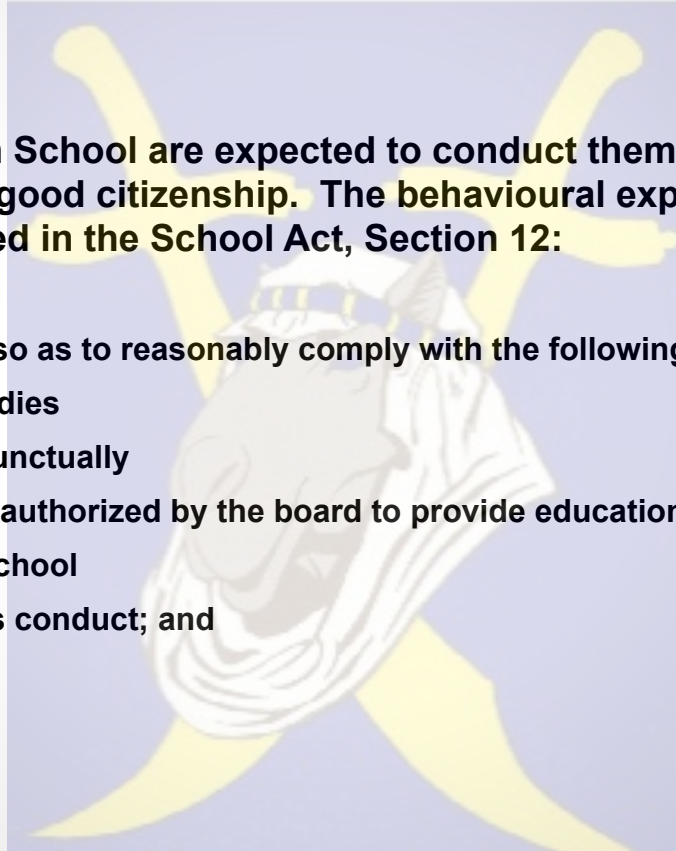 School are expected to conduct them
good citizenship. The behavioural exp
ed in the School Act, Section 12:
so as to reasonably comply with the following
dies
unctually
authorized by the board to provide education
chool
s conduct; and